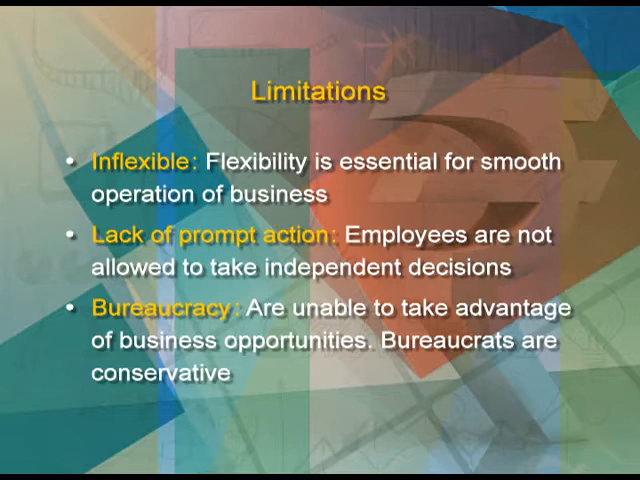 Limitations
• Inflexible: Flexibility is essential for smooth
operation of business
• Lack of prompt action: Employees are not
allowed to take independent decisions
• Bureaucracy: Are unable to take advantage
of business opportunities. Bureaucrats are
conservative